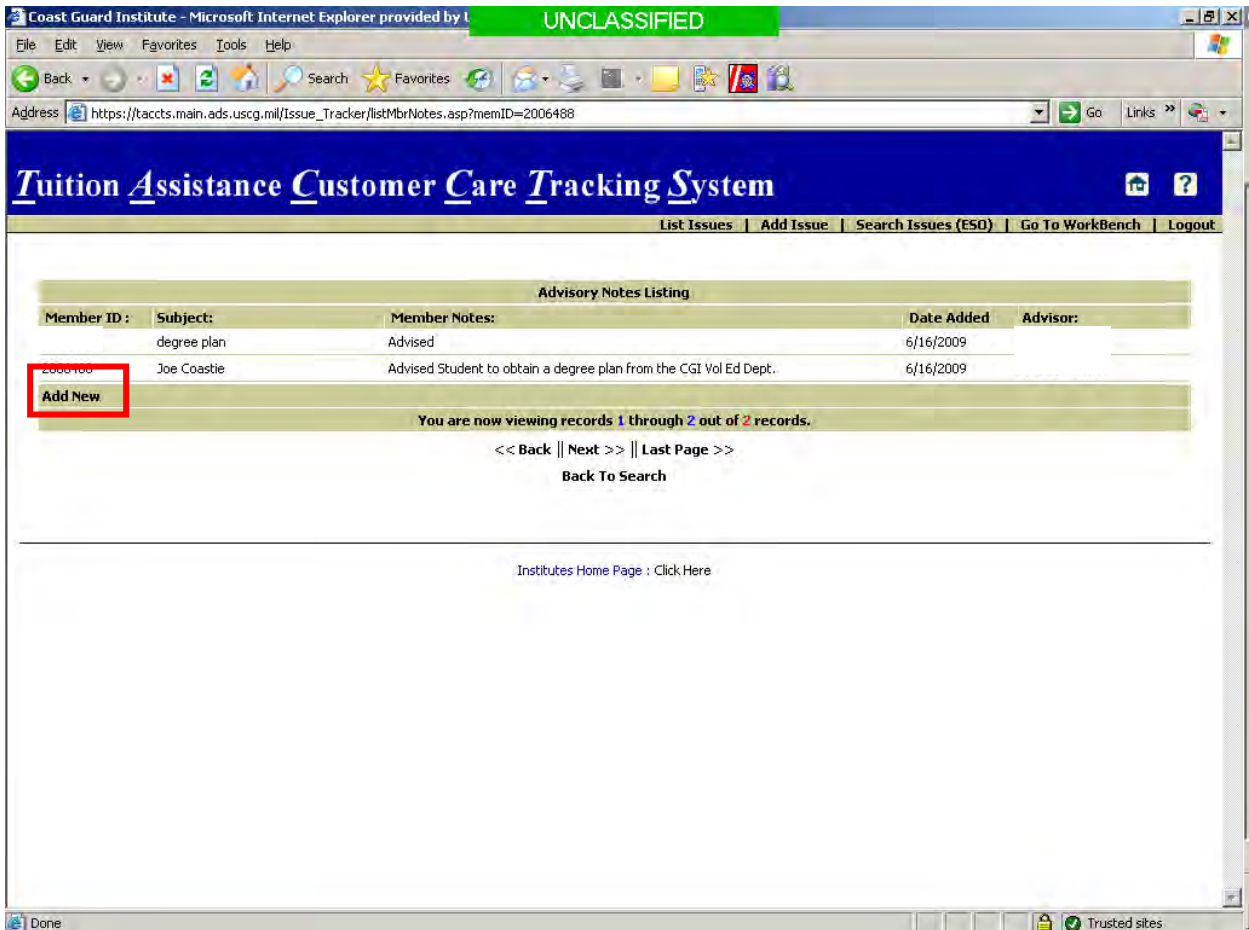 Coast Guard Institute - Microsoft Internet Explorer provided by
UNCLASSIFIED
File Edit View Favorites Tools Help
Back Search Favorites
Address https://taccts.main.ads.uscg.mil/Issue_Tracker/listMbrNotes.asp?memID=2006488 Go Links »
Tuition Assistance Customer Care Tracking System ?
List Issues | Add Issue | Search Issues (ESO) | Go To WorkBench | Logout
Advisory Notes Listing
Member ID : Subject: Member Notes: Date Added Advisor:
degree plan Advised 6/16/2009
Joe Coastie Advised Student to obtain a degree plan from the CGI Vol Ed Dept. 6/16/2009
Add New
You are now viewing records 1 through 2 out of 2 records.
<< Back || Next >> || Last Page >>
Back To Search
Institutes Home Page : Click Here
Done Trusted sites